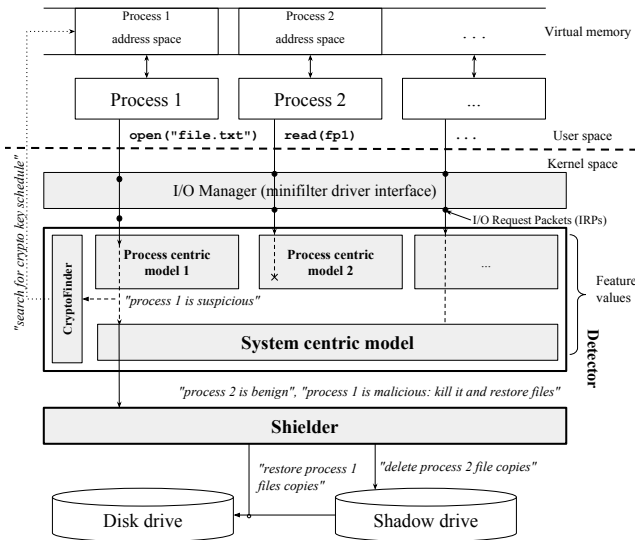 Process 1
address space
Process 2
address space
. . .
Virtual memory
Process 1
Process 2
...
open("file.txt")
read(fp1)
...
User space
Kernel space
I/O Manager (minifilter driver interface)
I/O Request Packets (IRPs)
"search for crypto key schedule"
CryptoFinder
Process centric
model 1
Process centric
model 2
...
Feature
values
"process 1 is suspicious"
System centric model
Detector
"process 2 is benign", "process 1 is malicious: kill it and restore files"
Shielder
"restore process 1
files copies"
"delete process 2 file copies"
Disk drive
Shadow drive